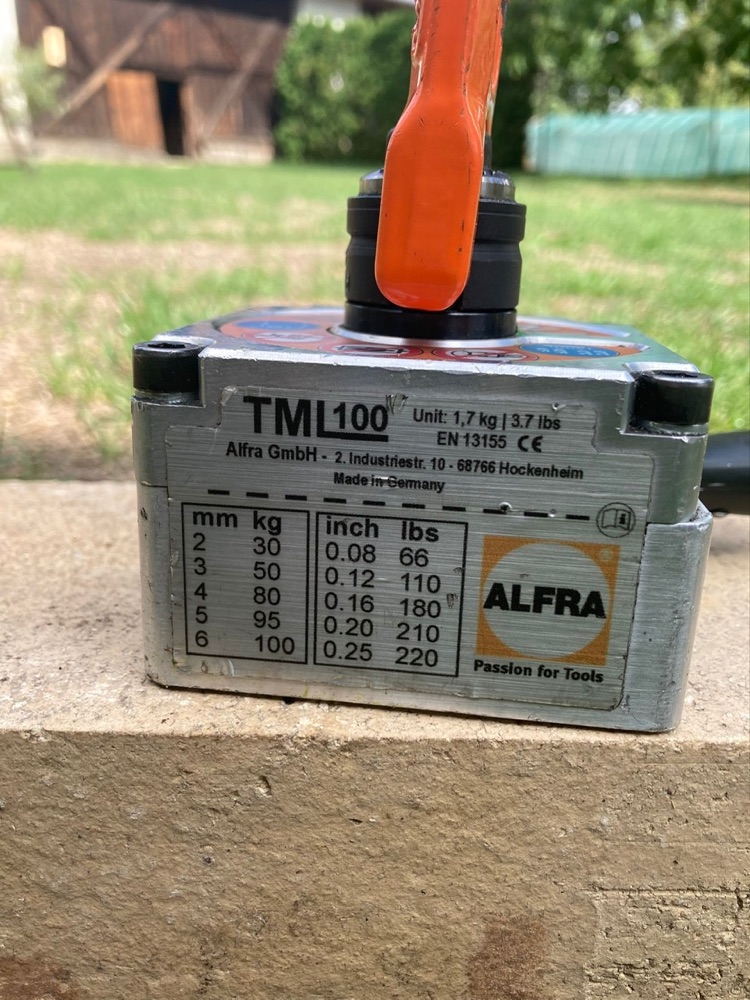 TML100
Unit: 1,7 kg | 3.7 lbs
EN 13155 CE
Alfra GmbH - 2. Industriestr. 10 - 68766 Hockenheim
Made in Germany
mm kg
2 30
3 50
4 80
5 95
6 100
inch lbs
0.08 66
0.12 110
0.16 180
0.20 210
0.25 220
ALFRA
Passion for Tools